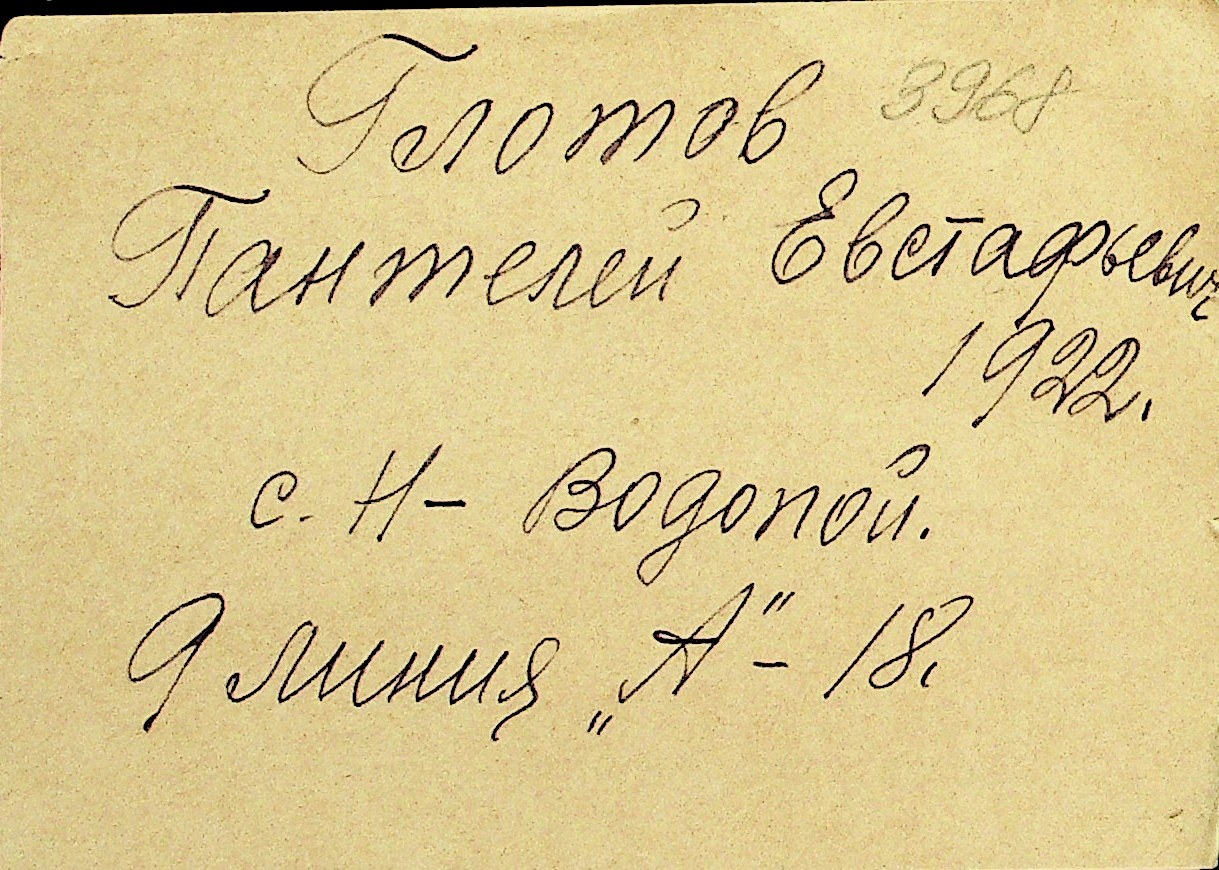 Глотов 3968
Пантелей Евстафьевич
1922.
с. Н- Водопой.
9 линия „А" - 18.